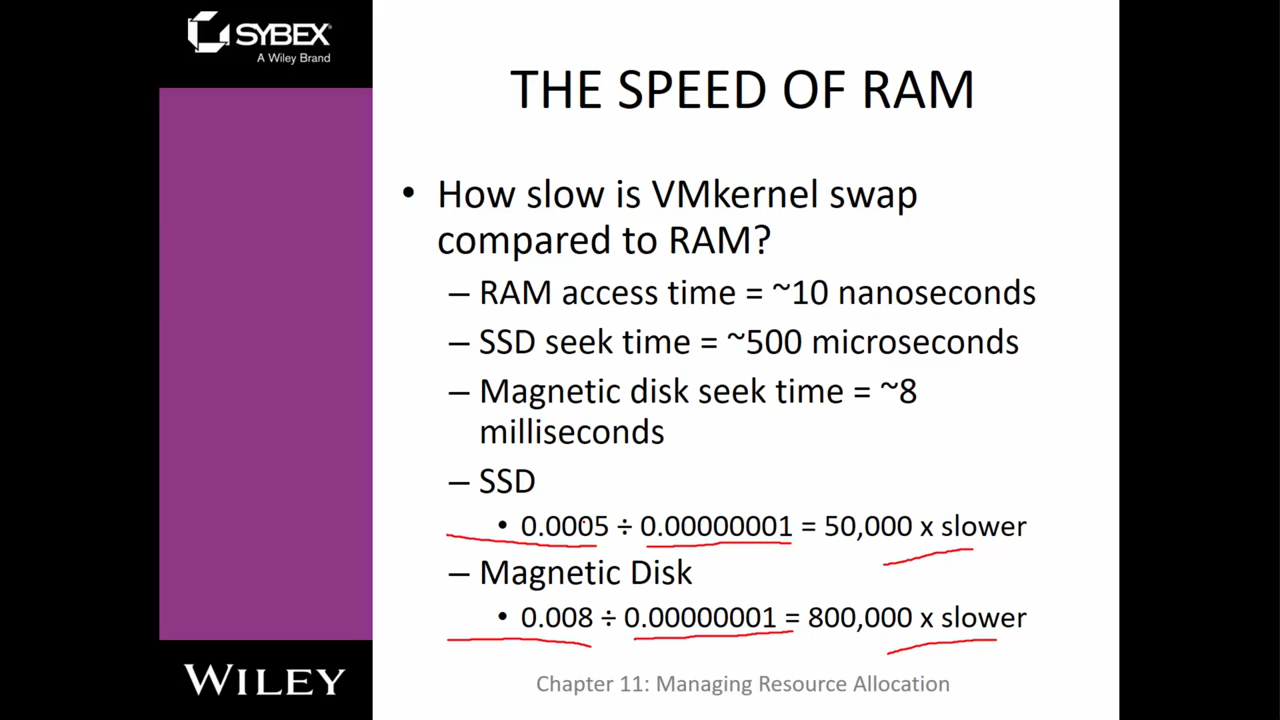 SYBEX
A Wiley Brand
THE SPEED OF RAM
• How slow is VMkernel swap
compared to RAM?
– RAM access time = ~10 nanoseconds
– SSD seek time = ~500 microseconds
– Magnetic disk seek time = ~8
milliseconds
– SSD
• 0.0005 ÷ 0.00000001 = 50,000 x slower
– Magnetic Disk
• 0.008 ÷ 0.00000001 = 800,000 x slower
WILEY
Chapter 11: Managing Resource Allocation